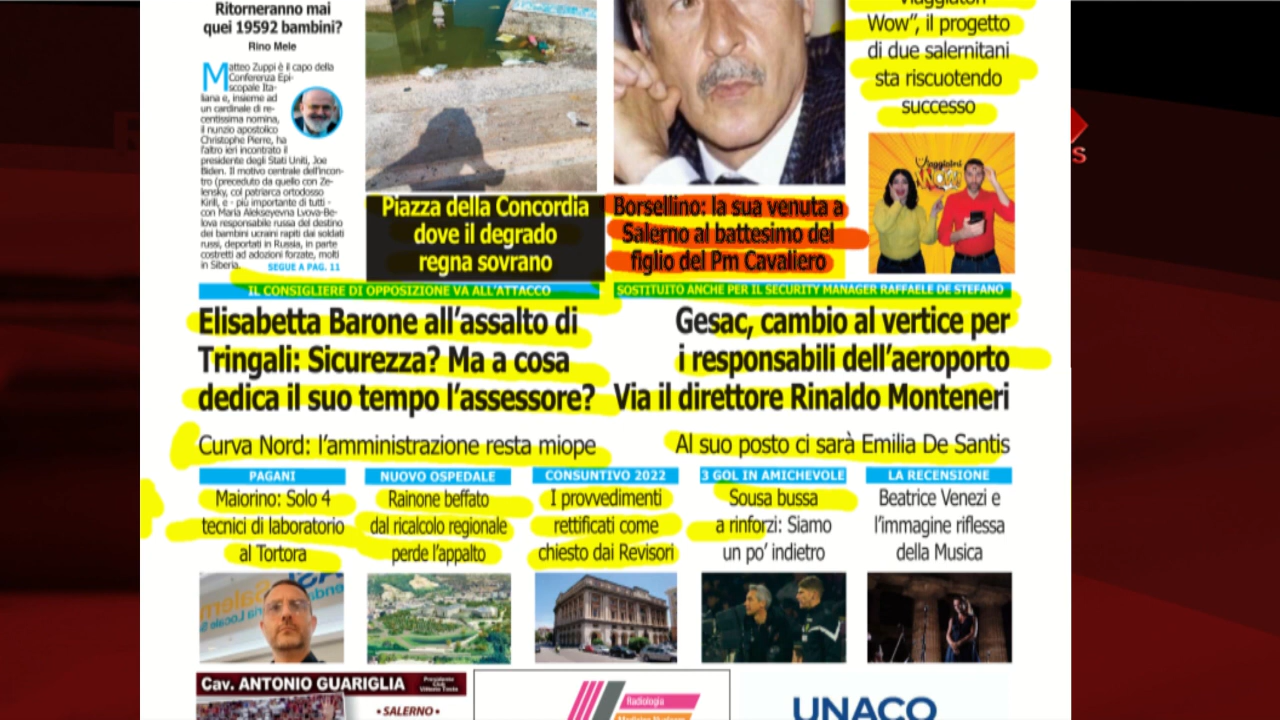 Ritorneranno mai
quei 19592 bambini?
Rino Mele
Matteo Zuppi è il capo della
Conferenza Epi-
scopale Ita-
liana e, insieme ad
un cardinale di re-
centissima nomina,
il nunzio apostolico
Christophe Pierre, ha
l'altro ieri incontrato il
presidente degli Stati Uniti, Joe
Biden. Il motivo centrale dell'incon-
tro (preceduto da quello con Ze-
lensky, col patriarca ortodosso
Kirill, e - più importante di tutti -
con Maria Alekseyevna Lvova-Be-
lova responsabile russa del destino
dei bambini ucraini rapiti dai soldati
russi, deportati in Russia, in parte
costretti ad adozioni forzate, molti
in Siberia.
SEGUE A PAG. 11
Piazza della Concordia
dove il degrado
regna sovrano
Borsellino: la sua venuta a
Salerno al battesimo del
figlio del Pm Cavaliero
Viaggiatori
Wow”, il progetto
di due salernitani
sta riscuotendo
successo
Viaggiatori
WOW
IL CONSIGLIERE DI OPPOSIZIONE VA ALL'ATTACCO
Elisabetta Barone all’assalto di
Tringali: Sicurezza? Ma a cosa
dedica il suo tempo l’assessore?
Curva Nord: l’amministrazione resta miope
SOSTITUITO ANCHE PER IL SECURITY MANAGER RAFFAELE DE STEFANO
Gesac, cambio al vertice per
i responsabili dell’aeroporto
Via il direttore Rinaldo Monteneri
Al suo posto ci sarà Emilia De Santis
PAGANI
Maiorino: Solo 4
tecnici di laboratorio
al Tortora
NUOVO OSPEDALE
Rainone beffato
dal ricalcolo regionale
perde l’appalto
CONSUNTIVO 2022
I provvedimenti
rettificati come
chiesto dai Revisori
3 GOL IN AMICHEVOLE
Sousa bussa
a rinforzi: Siamo
un po’ indietro
LA RECENSIONE
Beatrice Venezi e
l’immagine riflessa
della Musica
Cav. ANTONIO GUARIGLIA
Presidente
Club
• SALERNO •
Radiologia
Medicina Nucleare
UNACO